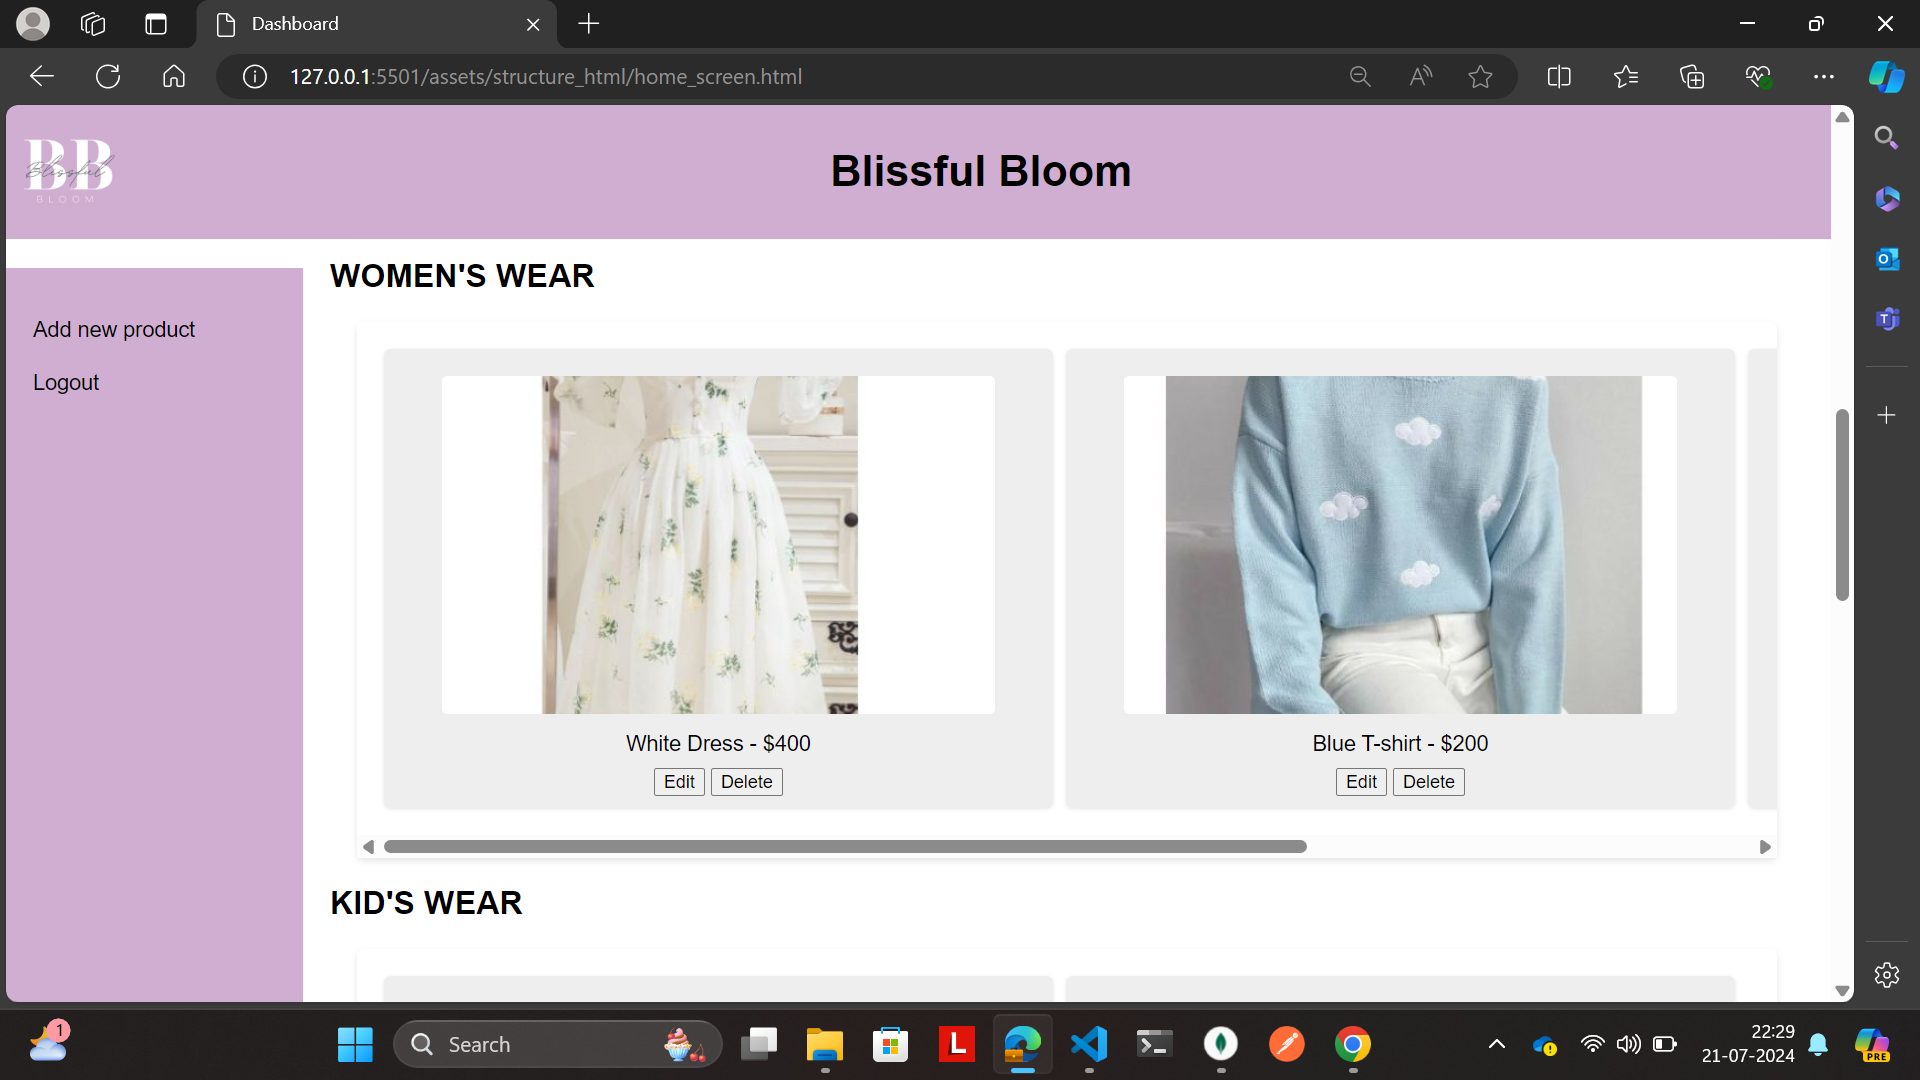 Dashboard
127.0.0.1:5501/assets/structure_html/home_screen.html
BB
Blissful
BLOOM
Blissful Bloom
Add new product
Logout
WOMEN'S WEAR
White Dress - $400
Edit Delete
Blue T-shirt - $200
Edit Delete
KID'S WEAR
1
Search
L
22:29
21-07-2024
PRE